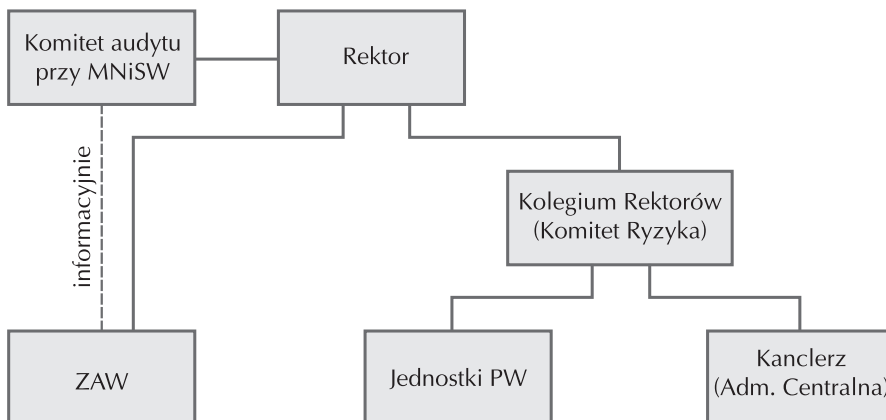 Komitet audytu
przy MNiSW
Rektor
informacyjnie
Kolegium Rektorów
(Komitet Ryzyka)
ZAW
Jednostki PW
Kanclerz
(Adm. Centralna)